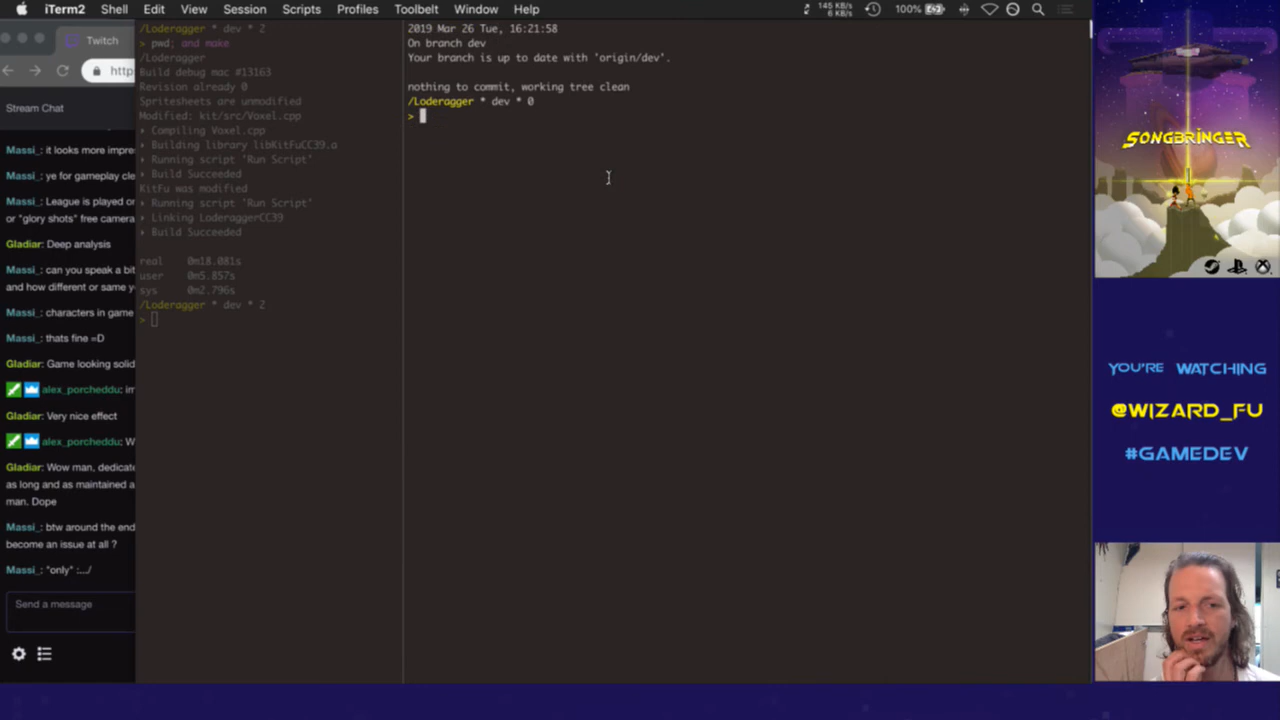 iTerm2 Shell Edit View Session Scripts Profiles Toolbelt Window Help
145 KB/s
6 KB/s
100%
Twitch
http
Stream Chat
Massi_: it looks more impre
Massi_: ye for gameplay cle
Massi_: League is played or
or "glory shots" free camera
Gladiar: Deep analysis
Massi_: can you speak a bit
and how different or same y
Massi_: characters in game
Massi_: thats fine =D
Gladiar: Game looking solid
alex_porcheddu: im
Gladiar: Very nice effect
alex_porcheddu: W
Gladiar: Wow man, dedicate
as long and as maintained a
man. Dope
Massi_: btw around the end
become an issue at all ?
Massi_: "only" :.../
Send a message
/Loderagger * dev * 2
> pwd; and make
/Loderagger
Build debug mac #13163
Revision already 0
Spritesheets are unmodified
Modified: kit/src/Voxel.cpp
Compiling Voxel.cpp
Building library libKitFuCC39.a
Running script 'Run Script'
Build Succeeded
KitFu was modified
Running script 'Run Script'
Linking LoderaggerCC39
Build Succeeded
real 0m18.081s
user 0m5.857s
sys 0m2.796s
/Loderagger * dev * 2
>
2019 Mar 26 Tue, 16:21:58
On branch dev
Your branch is up to date with 'origin/dev'.
nothing to commit, working tree clean
/Loderagger * dev * 0
>
SONGBRINGER
YOU'RE WATCHING
@WIZARD_FU
#GAMEDEV